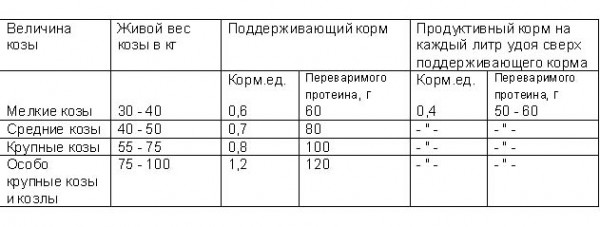 Величина козы | Живой вес козы в кг | Поддерживающий корм | Продуктивный корм на каждый литр удоя сверх поддерживающего корма
Корм.ед. | Переваримого протеина, г | Корм.ед. | Переваримого протеина, г
Мелкие козы | 30 - 40 | 0,6 | 60 | 0,4 | 50 - 60
Средние козы | 40 - 50 | 0,7 | 80 | - " - | - " -
Крупные козы | 55 - 75 | 0,8 | 100 | - " - | - " -
Особо крупные козы и козлы | 75 - 100 | 1,2 | 120 | - " - | - " -